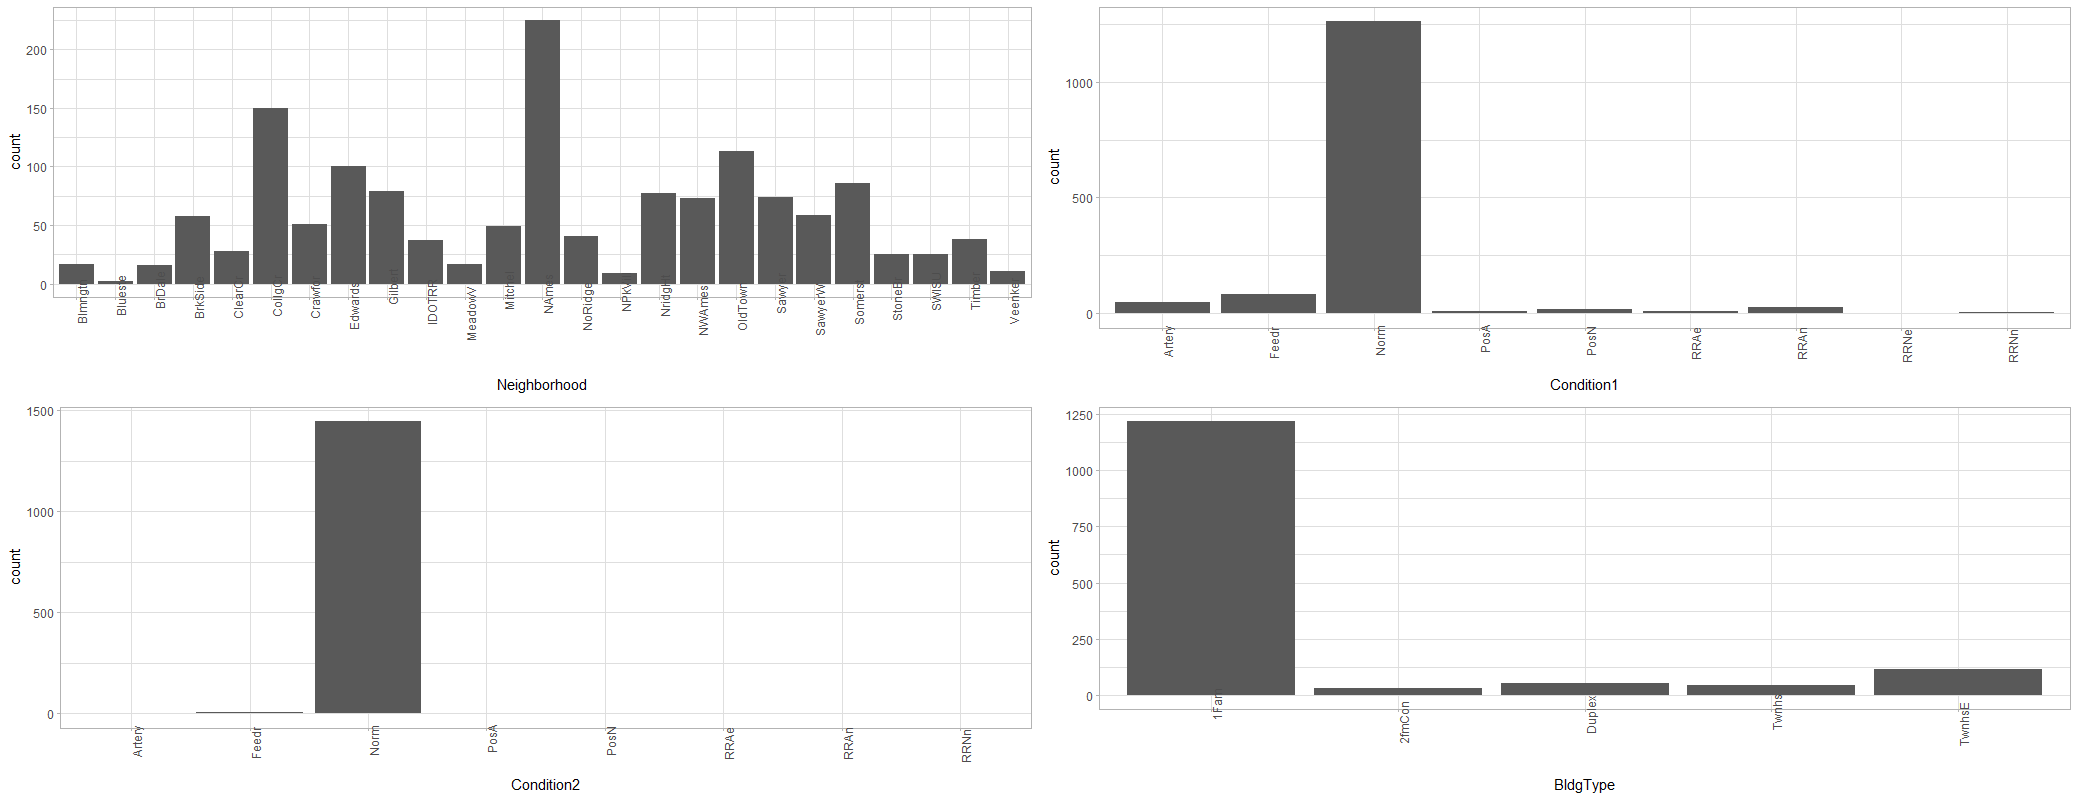 count
200
150
100
50
0
Blmngtn
Blueste
BrDale
BrkSide
ClearCr
CollgCr
Crawfor
Edwards
Gilbert
IDOTRR
MeadowV
Mitchel
NAmes
NoRidge
NPkVill
NridgHt
NWAmes
OldTown
Sawyer
SawyerW
Somerst
StoneBr
SWISU
Timber
Veenker
Neighborhood
count
1000
500
0
Artery
Feedr
Norm
PosA
PosN
RRAe
RRAn
RRNe
RRNn
Condition1
count
1500
1000
500
0
Artery
Feedr
Norm
PosA
PosN
RRAe
RRAn
RRNn
Condition2
count
1250
1000
750
500
250
0
1Fam
2fmCon
Duplex
Twnhs
TwnhsE
BldgType